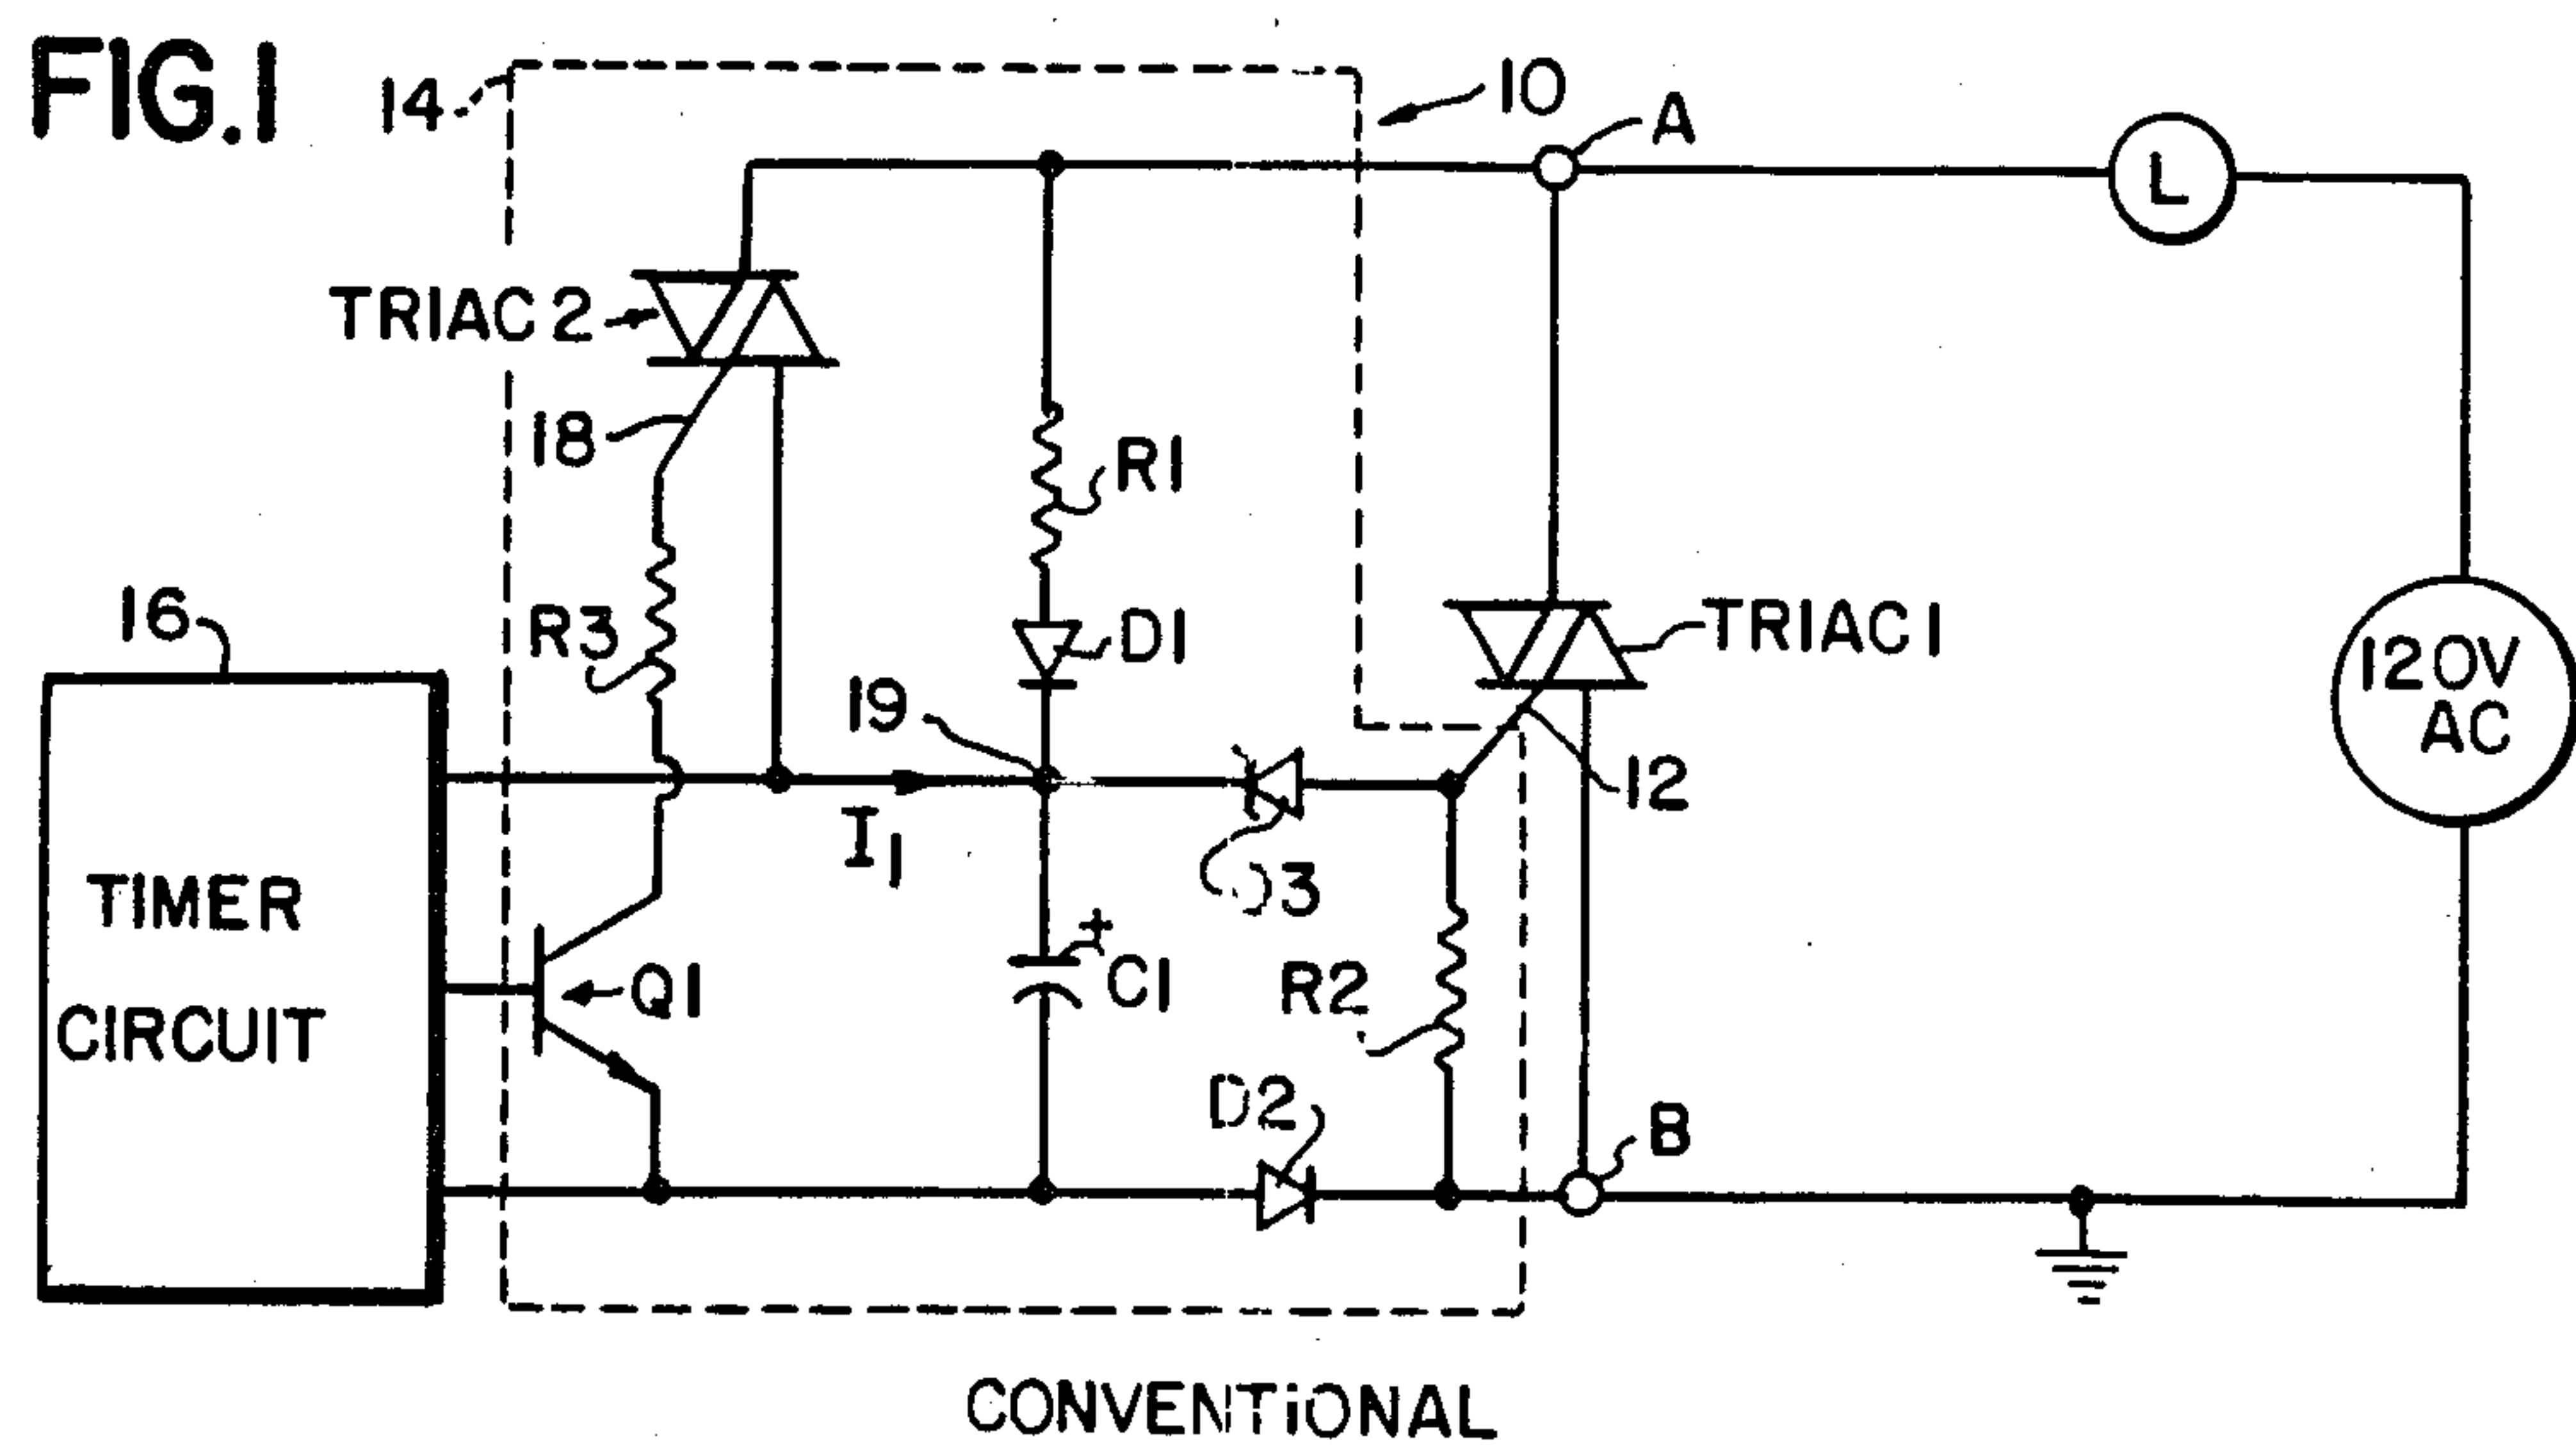 FIG.1
14
10
A
L
TRIAC 2
18
R1
R3
D1
TRIAC 1
16
19
120V
AC
12
I1
D3
TIMER
CIRCUIT
Q1
+
C1
R2
D2
B
CONVENTIONAL